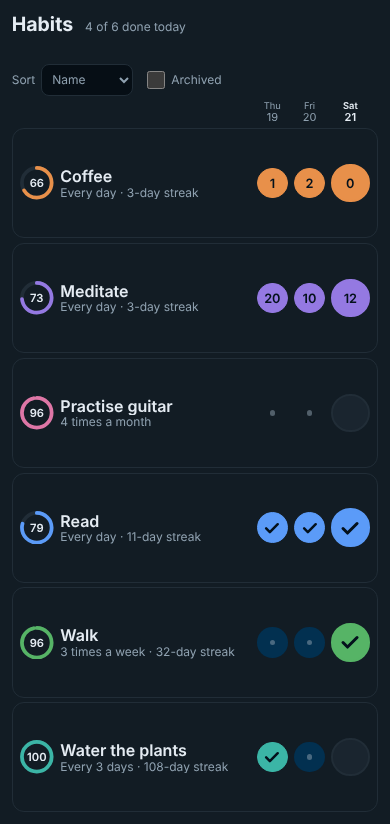 Habits 4 of 6 done today
Sort Name Archived
Thu Fri Sat
19 20 21
66 Coffee 1 2 0
Every day · 3-day streak
73 Meditate 20 10 12
Every day · 3-day streak
96 Practise guitar
4 times a month
79 Read
Every day · 11-day streak
96 Walk
3 times a week · 32-day streak
100 Water the plants
Every 3 days · 108-day streak